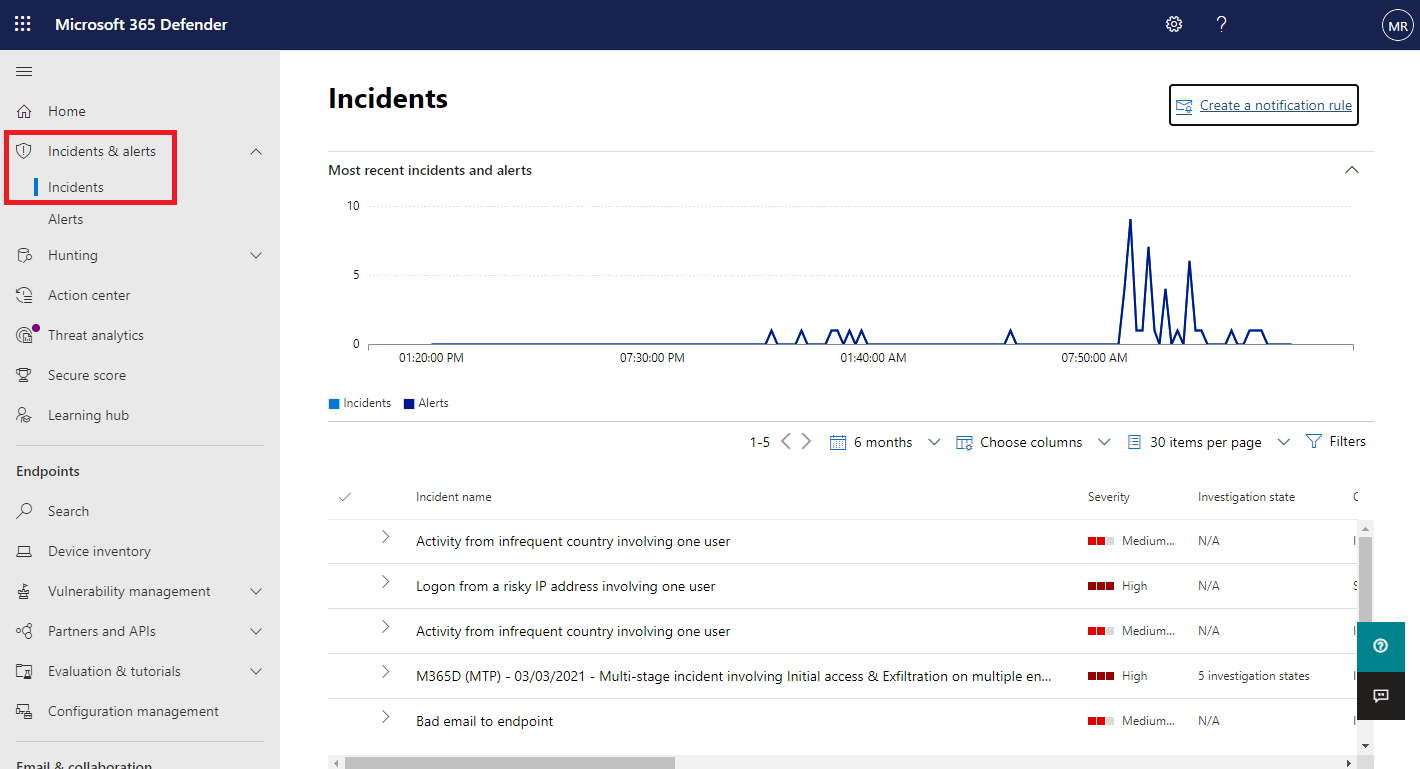 Microsoft 365 Defender
MR
Home
Incidents & alerts
Incidents
Alerts
Hunting
Action center
Threat analytics
Secure score
Learning hub
Endpoints
Search
Device inventory
Vulnerability management
Partners and APIs
Evaluation & tutorials
Configuration management
Email & collaboration
Incidents
Create a notification rule
Most recent incidents and alerts
10
5
0
01:20:00 PM 07:30:00 PM 01:40:00 AM 07:50:00 AM
Incidents Alerts
1-5 6 months Choose columns 30 items per page Filters
Incident name Severity Investigation state
Activity from infrequent country involving one user Medium... N/A
Logon from a risky IP address involving one user High N/A
Activity from infrequent country involving one user Medium... N/A
M365D (MTP) - 03/03/2021 - Multi-stage incident involving Initial access & Exfiltration on multiple en... High 5 investigation states
Bad email to endpoint Medium... N/A